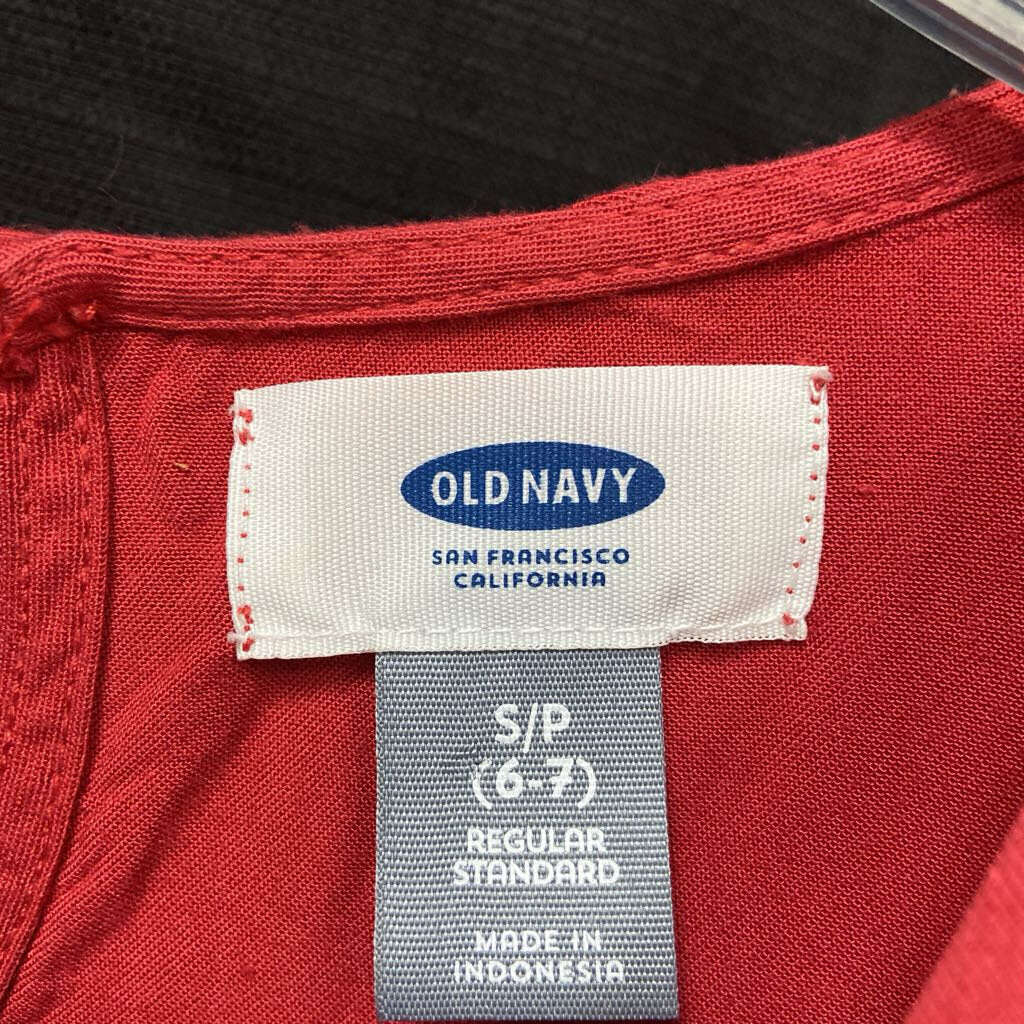 OLD NAVY
SAN FRANCISCO
CALIFORNIA
S/P
(6-7)
REGULAR
STANDARD
MADE IN
INDONESIA